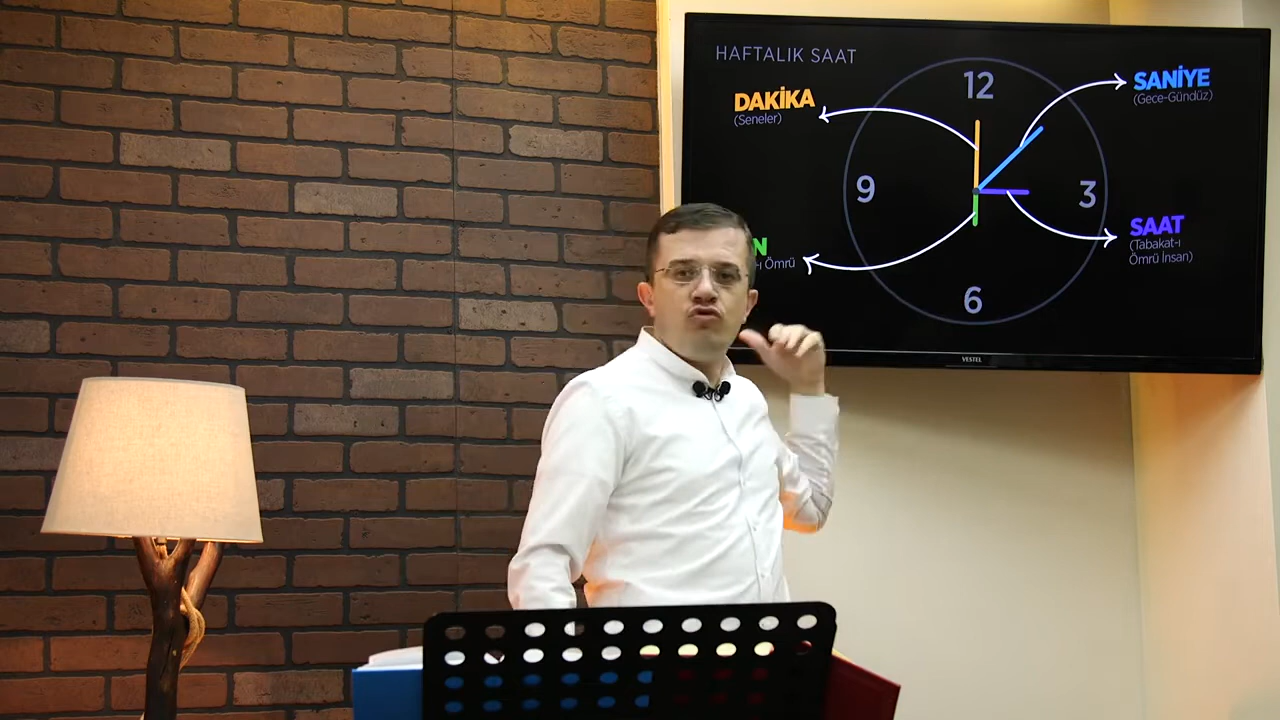 HAFTALIK SAAT
12
DAKİKA
(Seneler)
SANİYE
(Gece-Gündüz)
9
3
SAAT
(Tabakat-ı
Ömrü İnsan)
N
-ı Ömrü
6
VESTEL